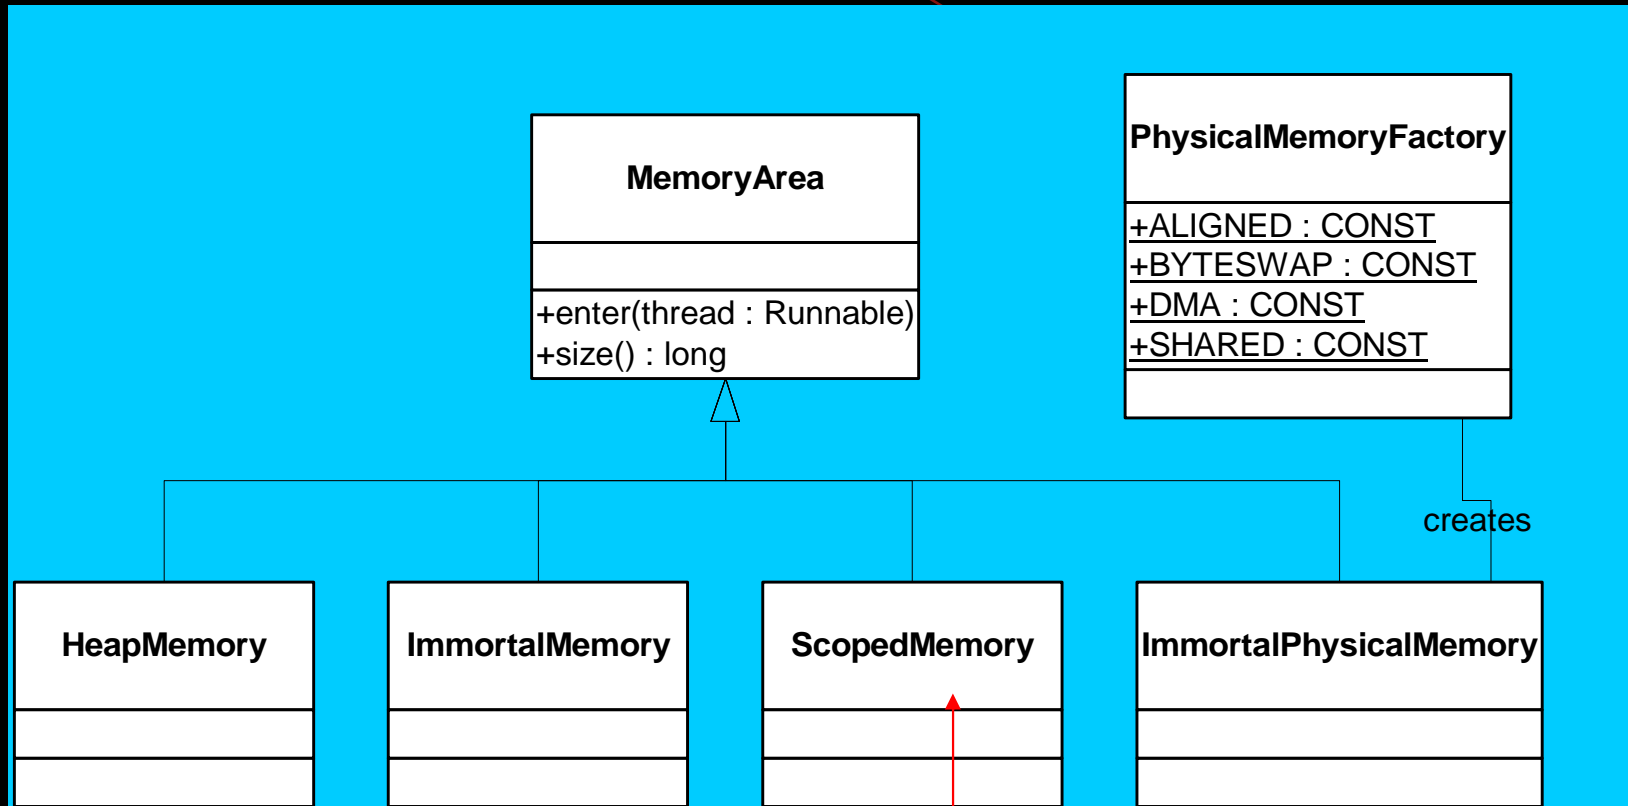 MemoryArea
+enter(thread : Runnable)
+size() : long
PhysicalMemoryFactory
+ALIGNED : CONST
+BYTESWAP : CONST
+DMA : CONST
+SHARED : CONST
creates
HeapMemory
ImmortalMemory
ScopedMemory
ImmortalPhysicalMemory